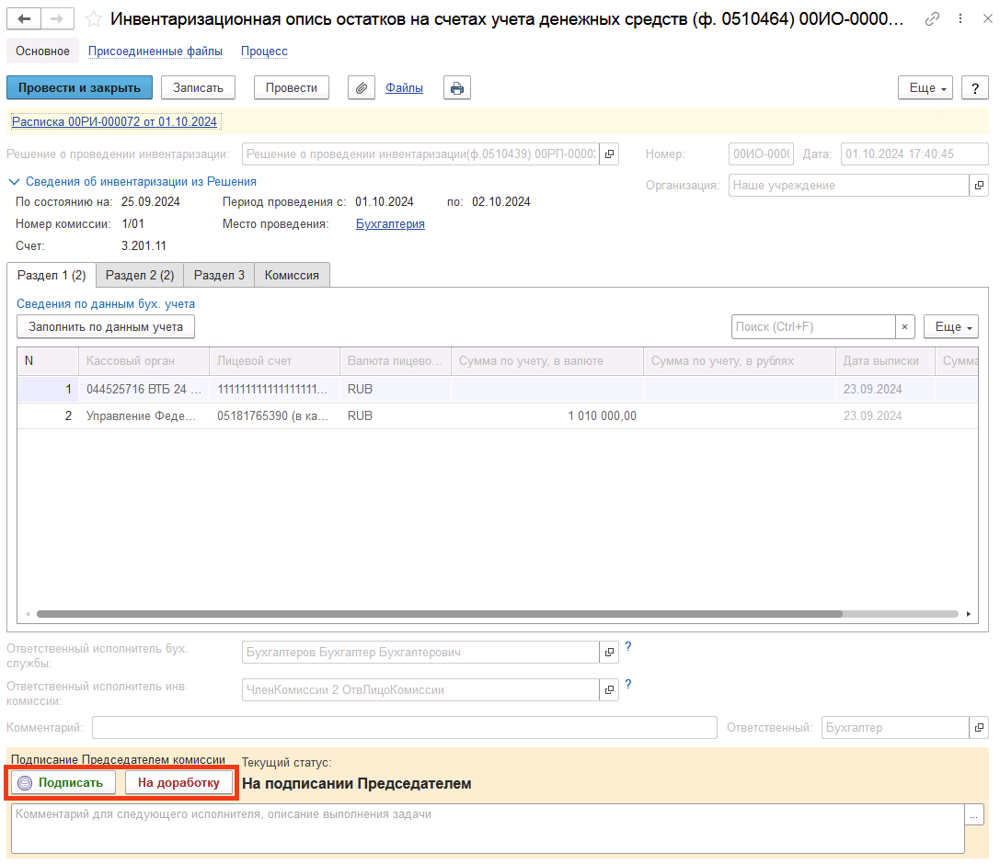 Инвентаризационная опись остатков на счетах учета денежных средств (ф. 0510464) 00ИО-0000...
Основное Присоединенные файлы Процесс
Провести и закрыть Записать Провести Файлы Еще ?
Расписка 00РИ-000072 от 01.10.2024
Решение о проведении инвентаризации: Решение о проведении инвентаризации(ф.0510439) 00РП-0000 Номер: 00ИО-000 Дата: 01.10.2024 17:40:45
Сведения об инвентаризации из Решения Организация: Наше учреждение
По состоянию на: 25.09.2024 Период проведения с: 01.10.2024 по: 02.10.2024
Номер комиссии: 1/01 Место проведения: Бухгалтерия
Счет: 3.201.11
Раздел 1 (2) Раздел 2 (2) Раздел 3 Комиссия
Сведения по данным бух. учета
Заполнить по данным учета Поиск (Ctrl+F) × Еще
N Кассовый орган Лицевой счет Валюта лицево... Сумма по учету, в валюте Сумма по учету, в рублях Дата выписки Сумма
1 044525716 ВТБ 24 ... 111111111111111111... RUB 23.09.2024
2 Управление Феде... 05181765390 (в ка... RUB 1 010 000,00 23.09.2024
Ответственный исполнитель бух. службы: Бухгалтеров Бухгалтер Бухгалтерович ?
Ответственный исполнитель инв. комиссии: ЧленКомиссии 2 ОтвЛицоКомиссии ?
Комментарий: Ответственный: Бухгалтер
Подписание Председателем комиссии Текущий статус:
Подписать На доработку На подписании Председателем
Комментарий для следующего исполнителя, описание выполнения задачи ...